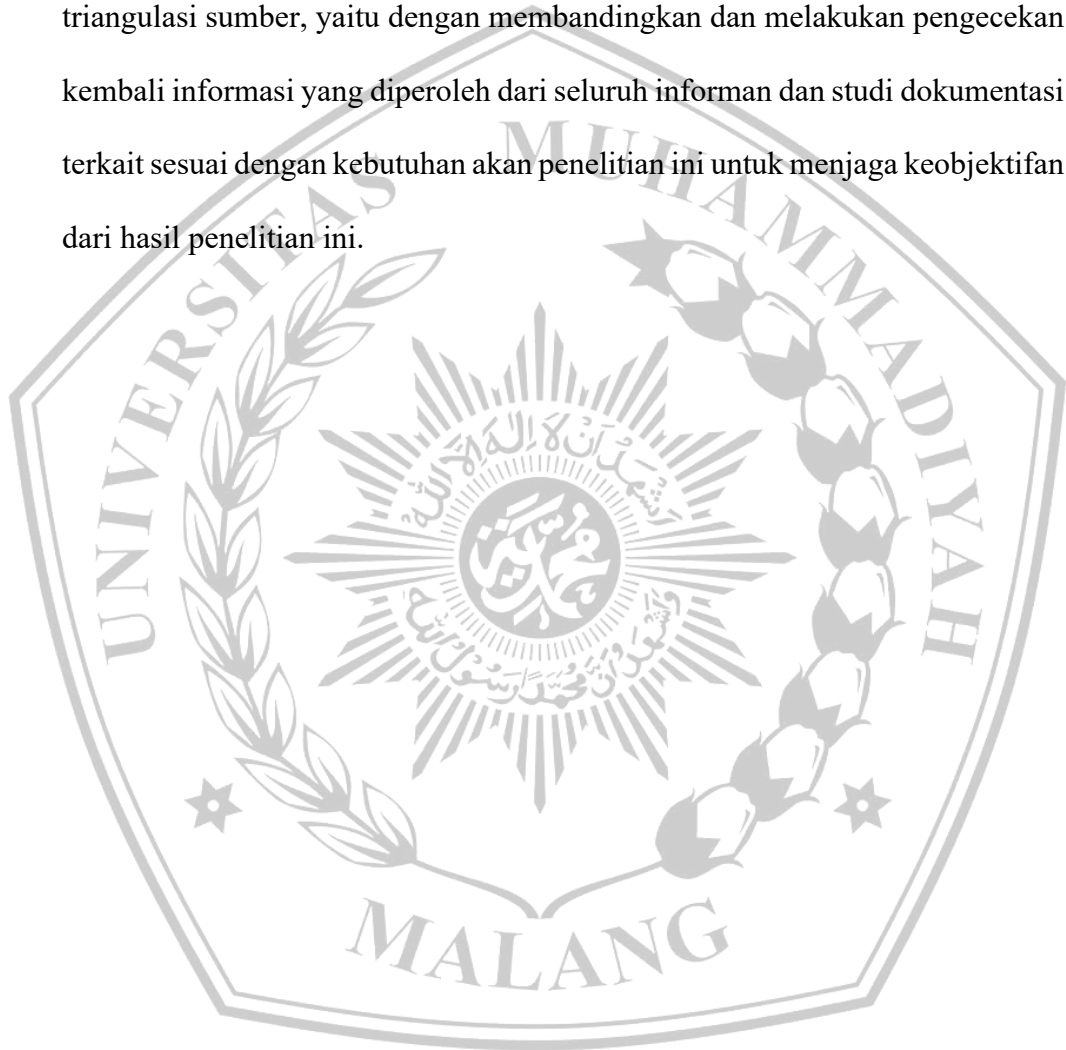 triangulasi sumber, yaitu dengan membandingkan dan melakukan pengecekan
kembali informasi yang diperoleh dari seluruh informan dan studi dokumentasi
terkait sesuai dengan kebutuhan akan penelitian ini untuk menjaga keobjektifan
dari hasil penelitian ini.
UNIVERSITAS MUHAMMADIYAH
MALANG